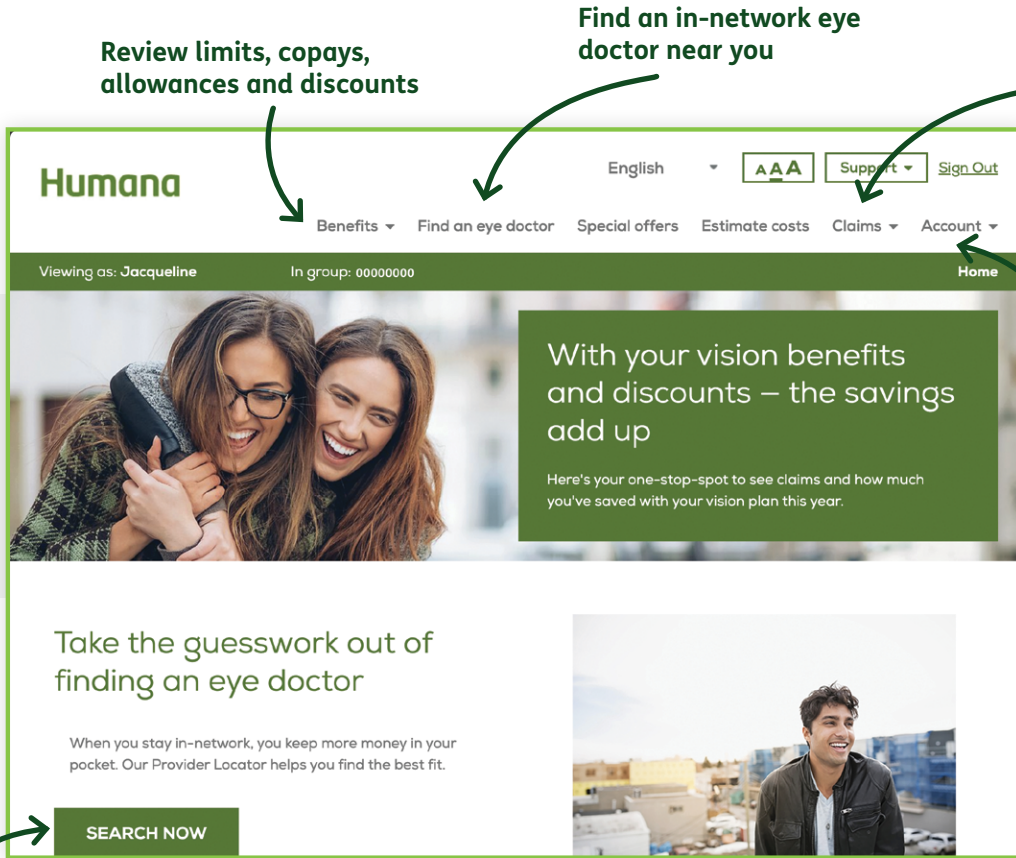 Review limits, copays,
allowances and discounts
Find an in-network eye
doctor near you
Humana
English
AAA
Support
Sign Out
Benefits
Find an eye doctor
Special offers
Estimate costs
Claims
Account
Viewing as: Jacqueline
In group: 00000000
Home
With your vision benefits
and discounts – the savings
add up
Here's your one-stop-spot to see claims and how much
you've saved with your vision plan this year.
Take the guesswork out of
finding an eye doctor
When you stay in-network, you keep more money in your
pocket. Our Provider Locator helps you find the best fit.
SEARCH NOW